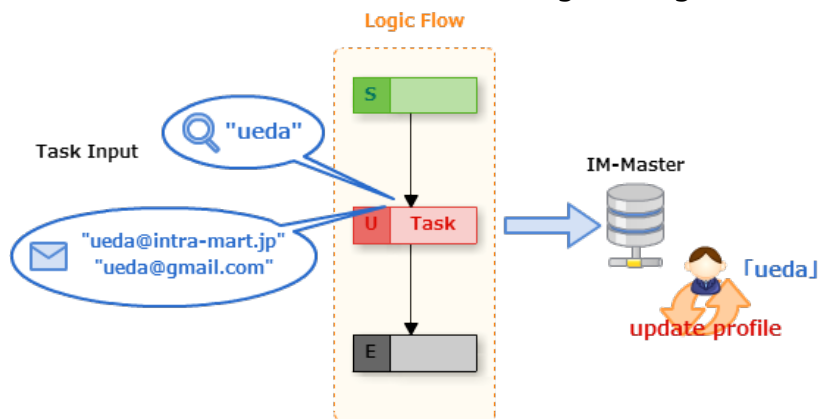 Logic Flow
S
"ueda"
Task Input
IM-Master
U Task
"ueda@intra-mart.jp"
"ueda@gmail.com"
「ueda」
update profile
E